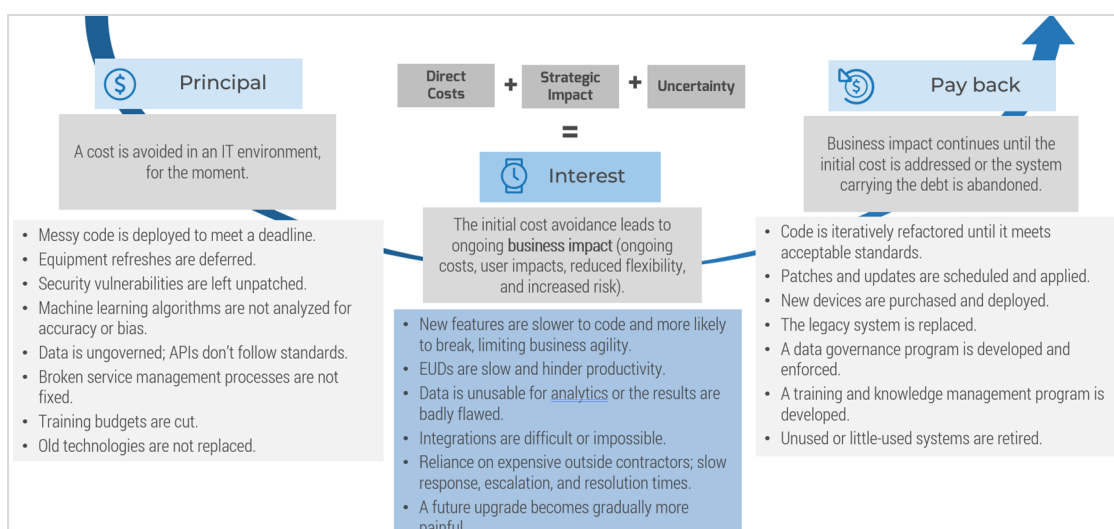 Principal
A cost is avoided in an IT environment,
for the moment.
• Messy code is deployed to meet a deadline.
• Equipment refreshes are deferred.
• Security vulnerabilities are left unpatched.
• Machine learning algorithms are not analyzed for
accuracy or bias.
• Data is ungoverned; APIs don't follow standards.
• Broken service management processes are not
fixed.
• Training budgets are cut.
• Old technologies are not replaced.
Direct
Costs
+
Strategic
Impact
+
Uncertainty
=
Interest
The initial cost avoidance leads to
ongoing business impact (ongoing
costs, user impacts, reduced flexibility,
and increased risk).
• New features are slower to code and more likely
to break, limiting business agility.
• EUDs are slow and hinder productivity.
• Data is unusable for analytics or the results are
badly flawed.
• Integrations are difficult or impossible.
• Reliance on expensive outside contractors; slow
response, escalation, and resolution times.
• A future upgrade becomes gradually more
painful
Pay back
Business impact continues until the
initial cost is addressed or the system
carrying the debt is abandoned.
• Code is iteratively refactored until it meets
acceptable standards.
• Patches and updates are scheduled and applied.
• New devices are purchased and deployed.
• The legacy system is replaced.
• A data governance program is developed and
enforced.
• A training and knowledge management program is
developed.
• Unused or little-used systems are retired.